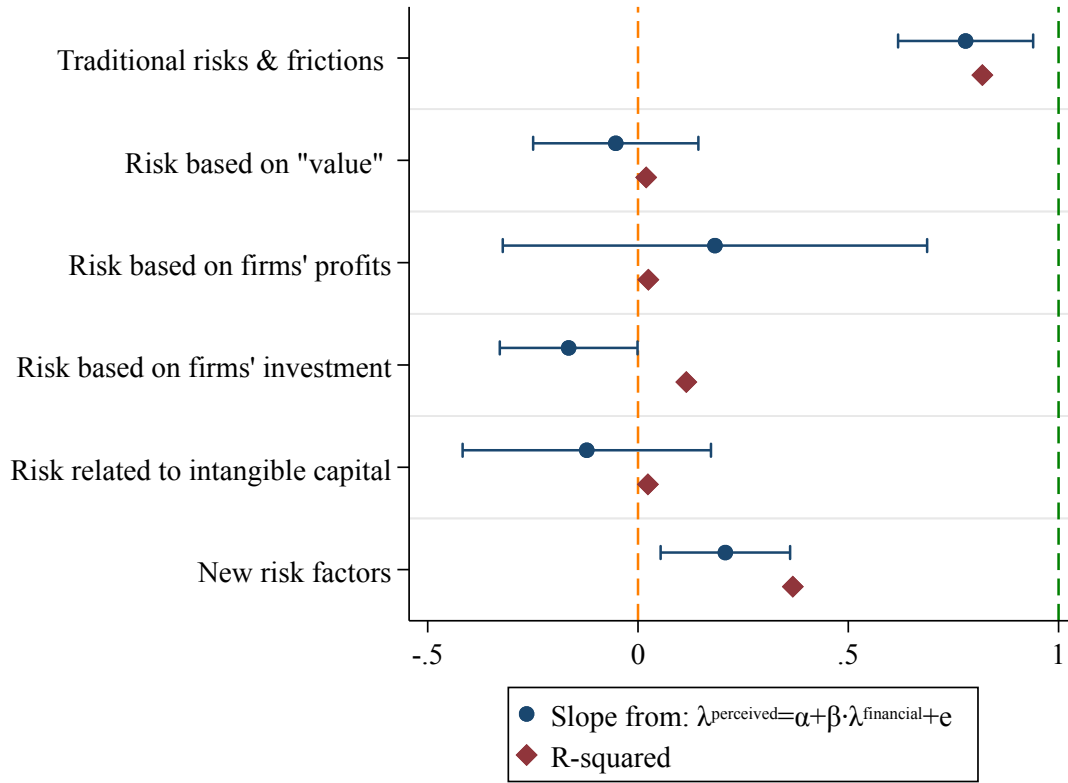 Traditional risks & frictions
Risk based on "value"
Risk based on firms' profits
Risk based on firms' investment
Risk related to intangible capital
New risk factors
-.5 0 .5 1
Slope from: λᵖᵉʳᶜᵉⁱᵛᵉᵈ=α+β·λᶠⁱⁿᵃⁿᶜⁱᵃˡ+e
R-squared